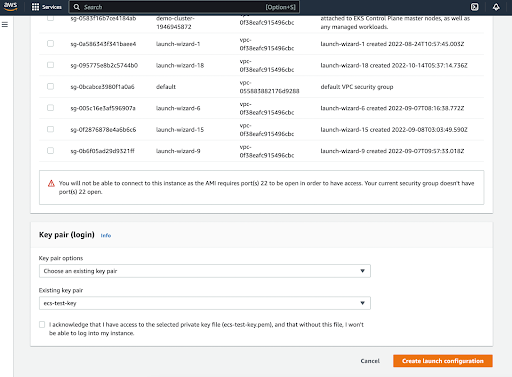 aws
Services
Search
[Option+S]
sg-0583f16b7ce4184ab
demo-cluster-1946945872
vpc-0f38eafc915496cbc
attached to EKS Control Plane master nodes, as well as
any managed workloads.
sg-0a586343f341baee4
launch-wizard-1
vpc-0f38eafc915496cbc
launch-wizard-1 created 2022-08-24T10:57:45.003Z
sg-095775e8b2c5744b0
launch-wizard-18
vpc-0f38eafc915496cbc
launch-wizard-18 created 2022-10-14T05:37:14.736Z
sg-0bcabce3980f1a0a6
default
vpc-055883882176d9288
default VPC security group
sg-005c16e3af596907a
launch-wizard-6
vpc-0f38eafc915496cbc
launch-wizard-6 created 2022-09-07T08:16:38.772Z
sg-0f2876878e4a6b6c6
launch-wizard-15
vpc-0f38eafc915496cbc
launch-wizard-15 created 2022-09-08T03:03:49.590Z
sg-0b6f05ad29d9321ff
launch-wizard-9
vpc-0f38eafc915496cbc
launch-wizard-9 created 2022-09-07T09:57:33.018Z
You will not be able to connect to this instance as the AMI requires port(s) 22 to be open in order to have access. Your current security group doesn't have
port(s) 22 open.
Key pair (login) Info
Key pair options
Choose an existing key pair
Existing key pair
ecs-test-key
I acknowledge that I have access to the selected private key file (ecs-test-key.pem), and that without this file, I won't
be able to log into my instance.
Cancel
Create launch configuration